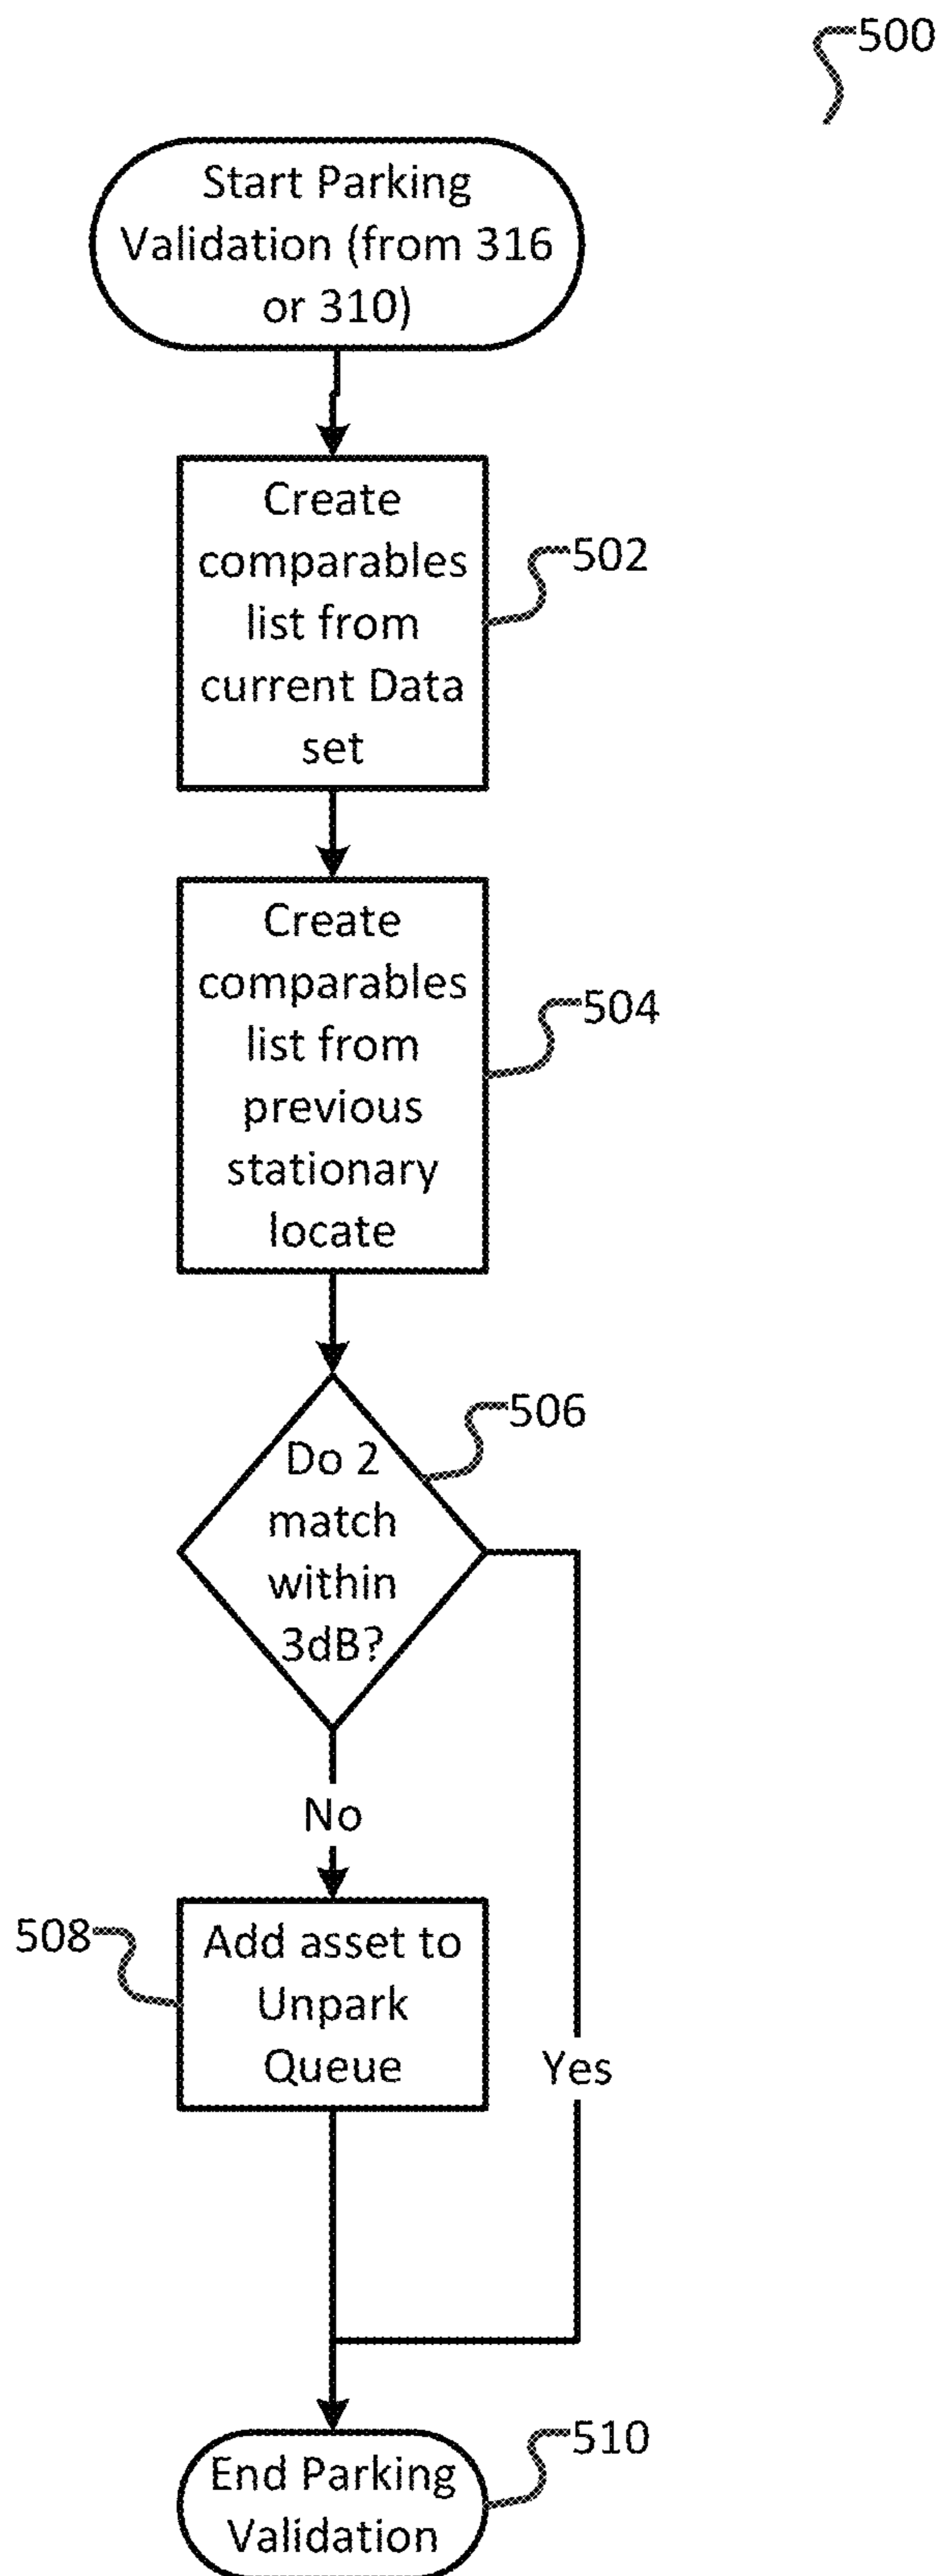 500
Start Parking
Validation (from 316
or 310)
Create
comparables
list from
current Data
set
502
Create
comparables
list from
previous
stationary
locate
504
506
Do 2
match
within
3dB?
No
508
Add asset to
Unpark
Queue
Yes
510
End Parking
Validation